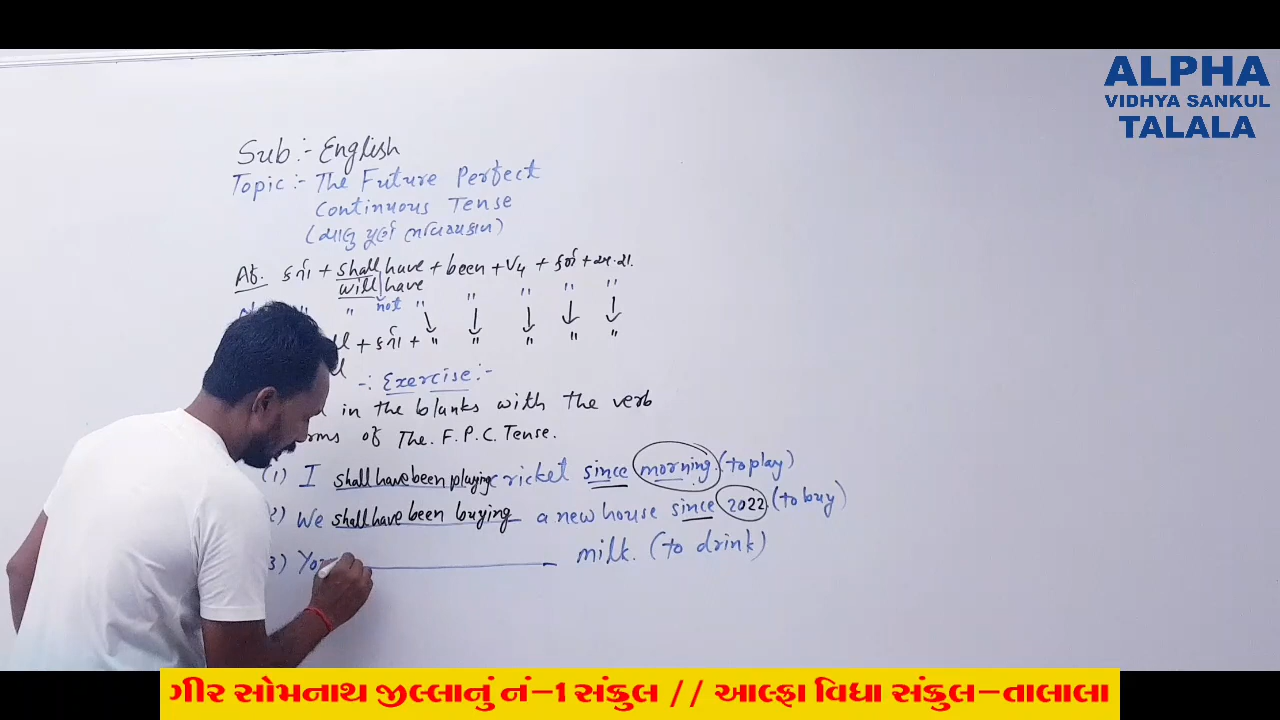 ALPHA
VIDHYA SANKUL
TALALA
Sub :- English
Topic :- The Future Perfect
Continuous Tense
(ચાલુ પૂર્ણ ભવિષ્યકાળ)
Af. કર્તા + shall have + been + V4 + કર્મ + અ.શ.
will have
" not " " " " "
+ કર્તા + " " " " "
-: Exercise :-
in the blanks with the verb
of The. F. P. C. Tense.
(1) I shall have been playing cricket since morning. (to play)
2) We shall have been buying a new house since 2022. (to buy)
3) You ________ milk. (to drink)
ગીર સોમનાથ જીલ્લાનું નં-1 સંકુલ // આલ્ફા વિધા સંકુલ-તાલાલા